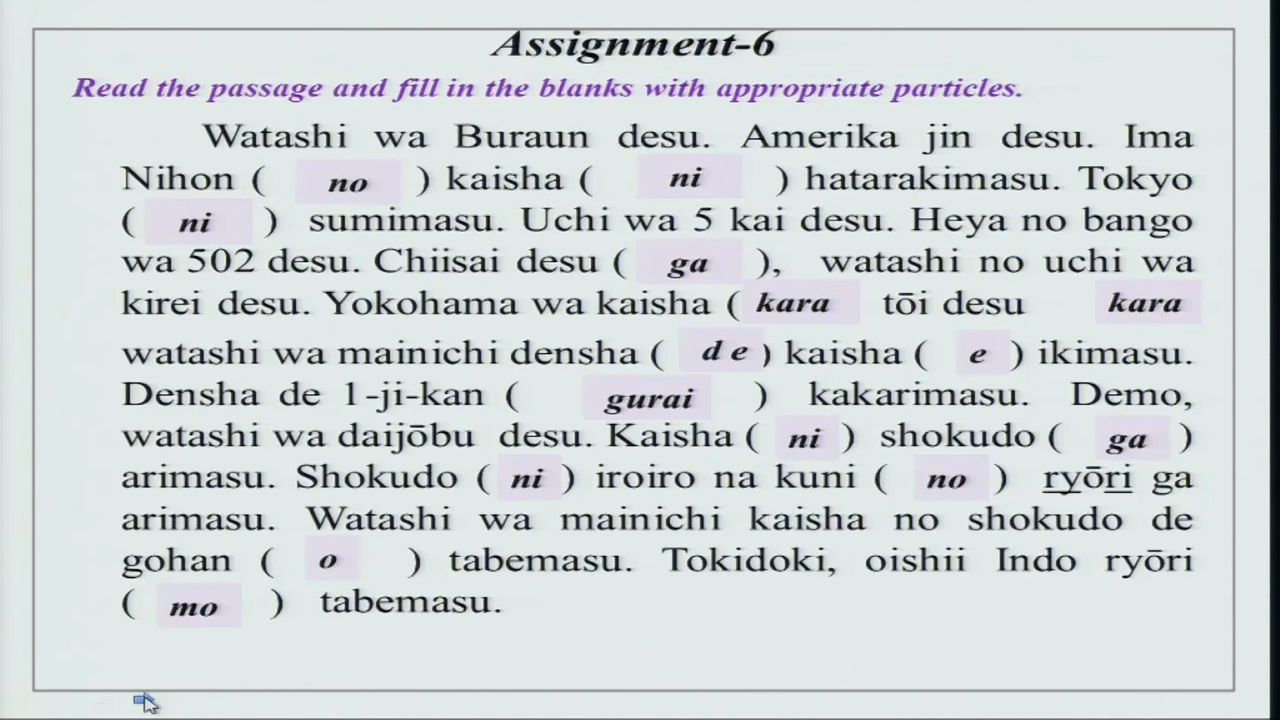 Assignment-6
Read the passage and fill in the blanks with appropriate particles.
Watashi wa Buraun desu. Amerika jin desu. Ima
Nihon ( no ) kaisha ( ni ) hatarakimasu. Tokyo
( ni ) sumimasu. Uchi wa 5 kai desu. Heya no bango
wa 502 desu. Chiisai desu ( ga ), watashi no uchi wa
kirei desu. Yokohama wa kaisha ( kara tōi desu kara
watashi wa mainichi densha ( de ) kaisha ( e ) ikimasu.
Densha de 1-ji-kan ( gurai ) kakarimasu. Demo,
watashi wa daijōbu desu. Kaisha ( ni ) shokudo ( ga )
arimasu. Shokudo ( ni ) iroiro na kuni ( no ) ryōri ga
arimasu. Watashi wa mainichi kaisha no shokudo de
gohan ( o ) tabemasu. Tokidoki, oishii Indo ryōri
( mo ) tabemasu.